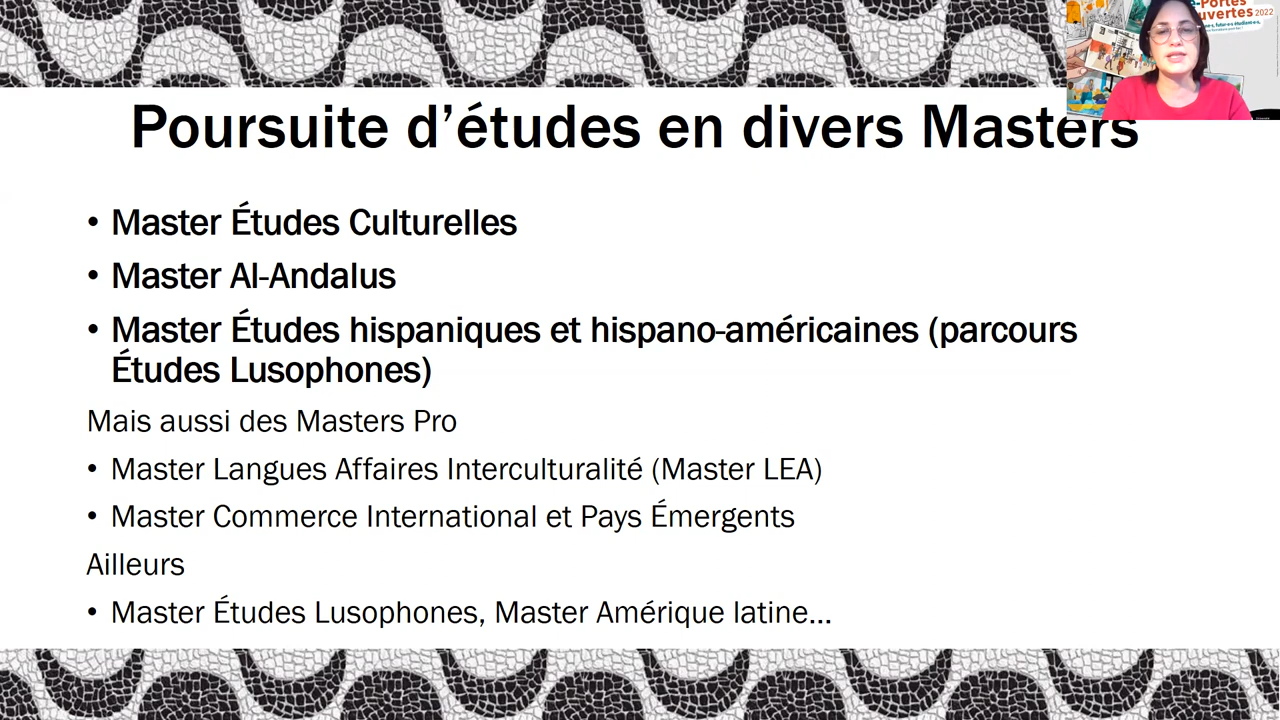 Poursuite d’études en divers Masters
• Master Études Culturelles
• Master Al-Andalus
• Master Études hispaniques et hispano-américaines (parcours
Études Lusophones)
Mais aussi des Masters Pro
• Master Langues Affaires Interculturalité (Master LEA)
• Master Commerce International et Pays Émergents
Ailleurs
• Master Études Lusophones, Master Amérique latine...
-Portes
uvertes 2022